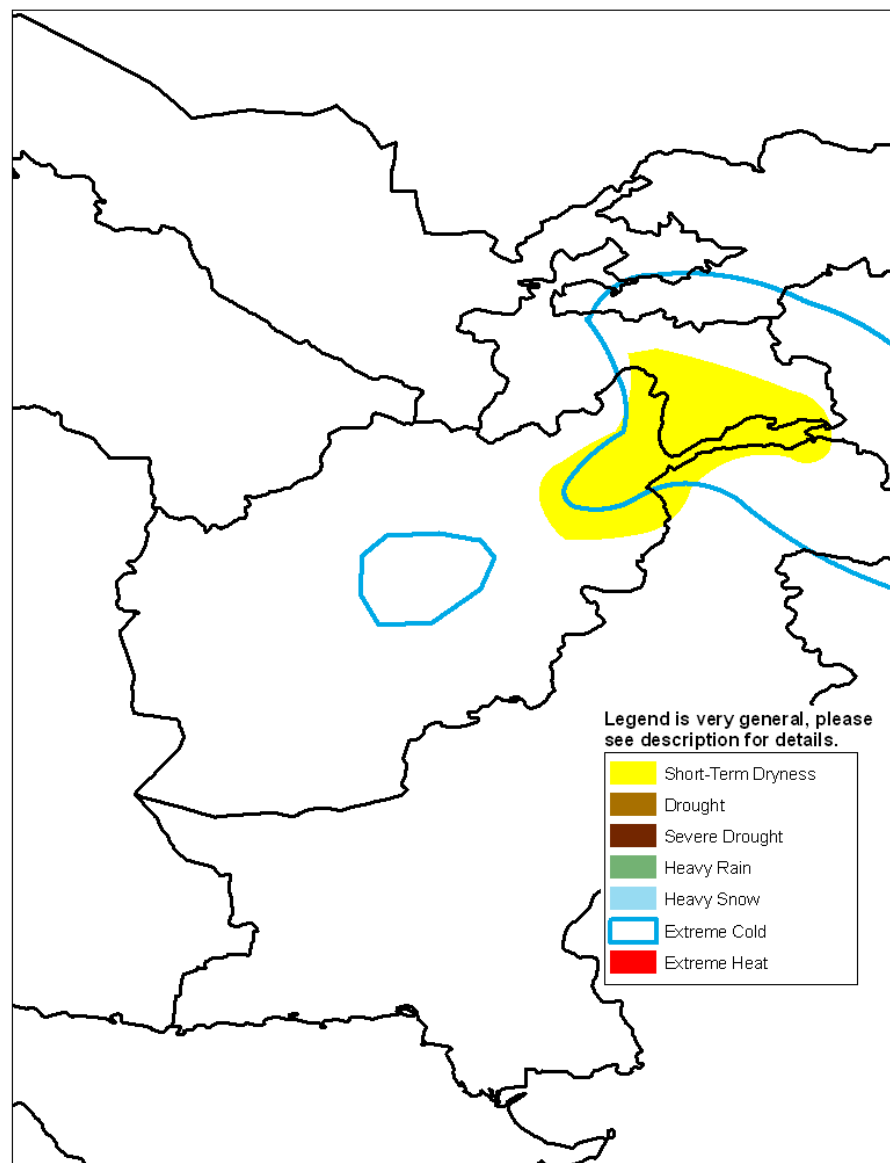 Legend is very general, please
see description for details.
Short-Term Dryness
Drought
Severe Drought
Heavy Rain
Heavy Snow
Extreme Cold
Extreme Heat